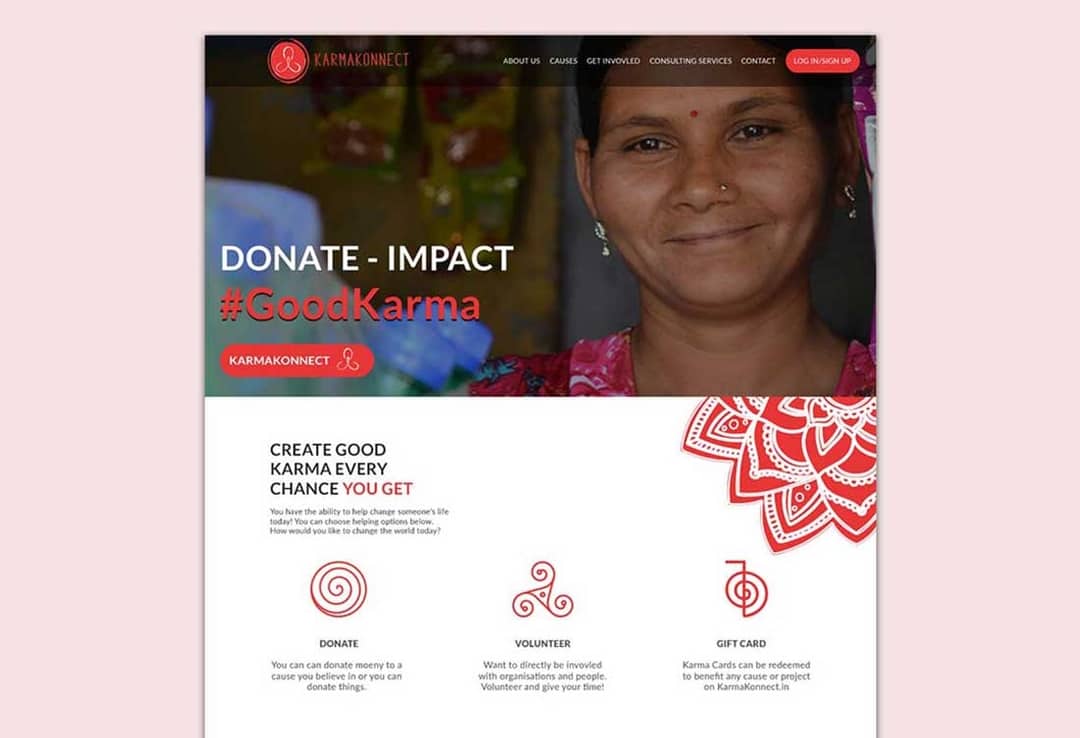 KARMAKONNECT
ABOUT US CAUSES GET INVOVLED CONSULTING SERVICES CONTACT LOG IN/SIGN UP
DONATE - IMPACT
#GoodKarma
KARMAKONNECT
CREATE GOOD
KARMA EVERY
CHANCE YOU GET
You have the ability to help change someone's life
today! You can choose helping options below.
How would you like to change the world today?
DONATE
You can can donate moeny to a
cause you believe in or you can
donate things.
VOLUNTEER
Want to directly be invovled
with organisations and people.
Volunteer and give your time!
GIFT CARD
Karma Cards can be redeemed
to benefit any cause or project
on KarmaKonnect.in